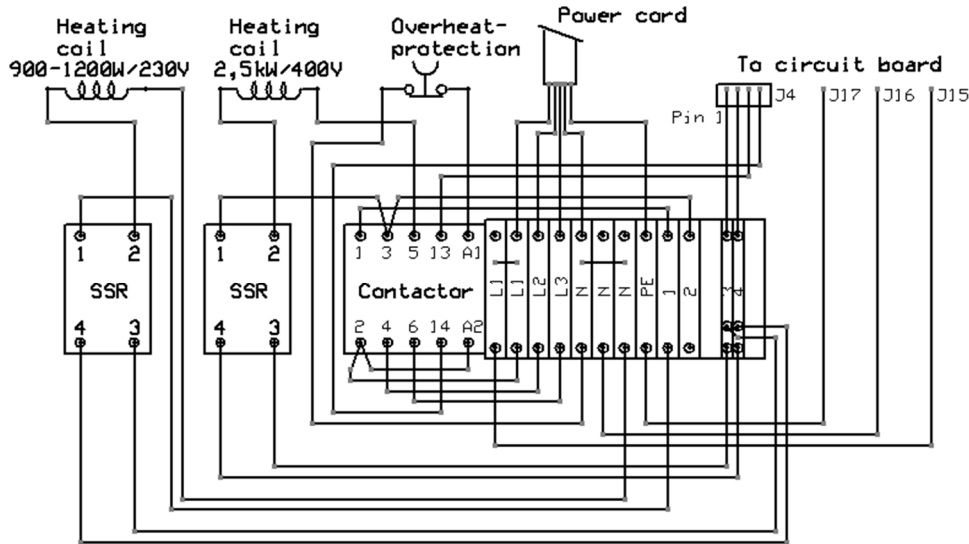 Power cord
Heating
coil
900-1200W/230V
Heating
coil
2,5kW/400V
Overheat-
protection
To circuit board
J4 J17 J16 J15
Pin 1
1 2
SSR
4 3
1 2
SSR
4 3
1 3 5 13 A1
Contactor
2 4 6 14 A2
L1 L1 L2 L3 N N N PE 1 2 3 4